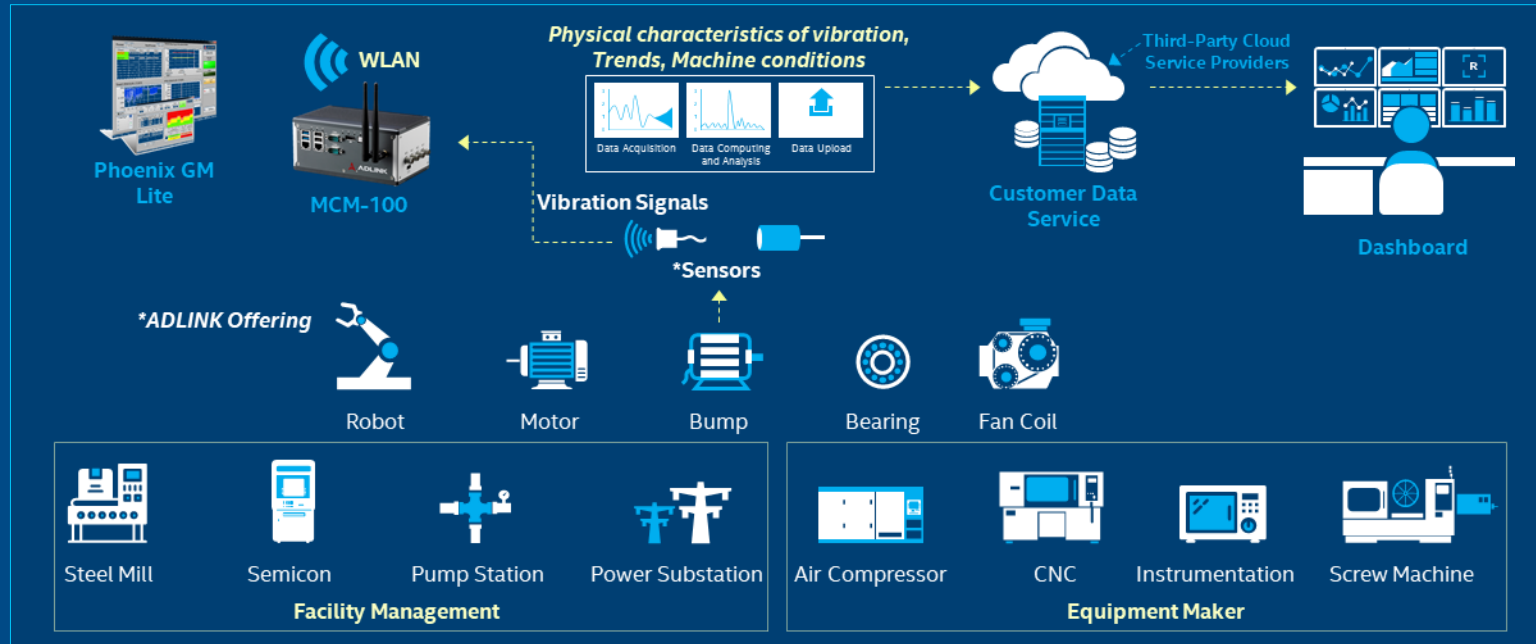 Physical characteristics of vibration,
Trends, Machine conditions
WLAN
Third-Party Cloud
Service Providers
R
Data Acquisition
Data Computing
and Analysis
Data Upload
ADLINK
Phoenix GM
Lite
MCM-100
Vibration Signals
Customer Data
Service
Dashboard
*Sensors
*ADLINK Offering
Robot
Motor
Bump
Bearing
Fan Coil
Steel Mill
Semicon
Pump Station
Power Substation
Air Compressor
CNC
Instrumentation
Screw Machine
Facility Management
Equipment Maker